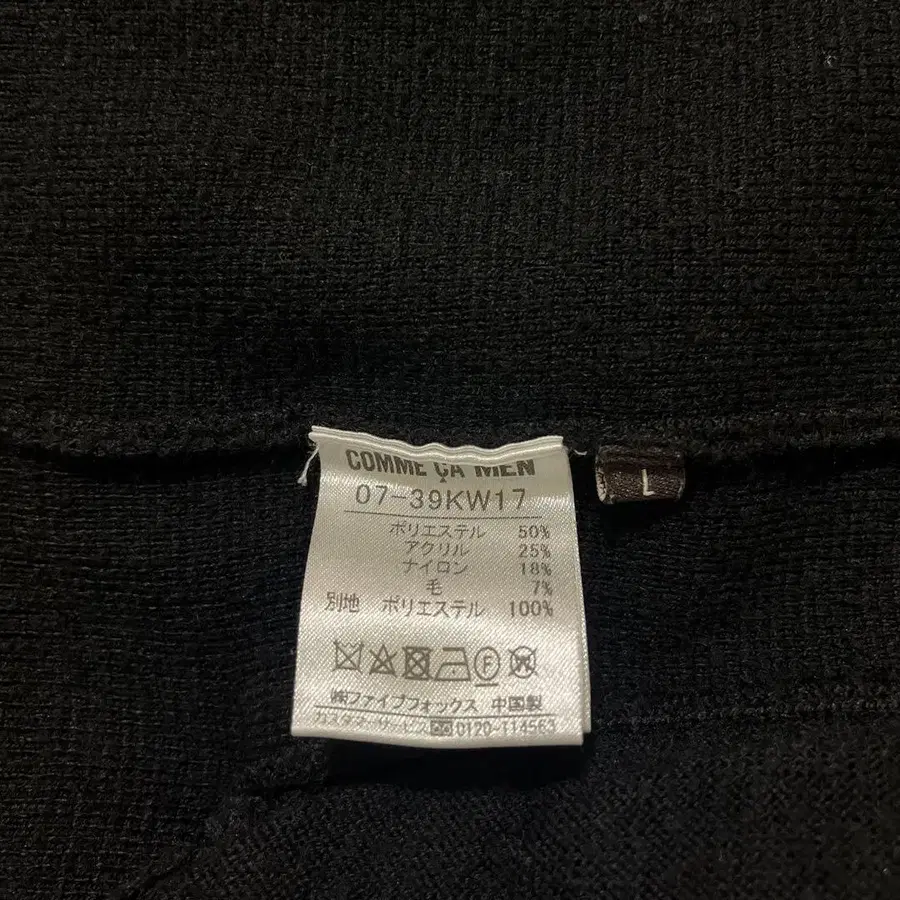 COMME ÇA MEN
07-39KW17
ポリエステル 50%
アクリル 25%
ナイロン 18%
毛 7%
別地 ポリエステル 100%
㈱ファイブフォックス 中国製
カスタマーサービス 0120-114563
L